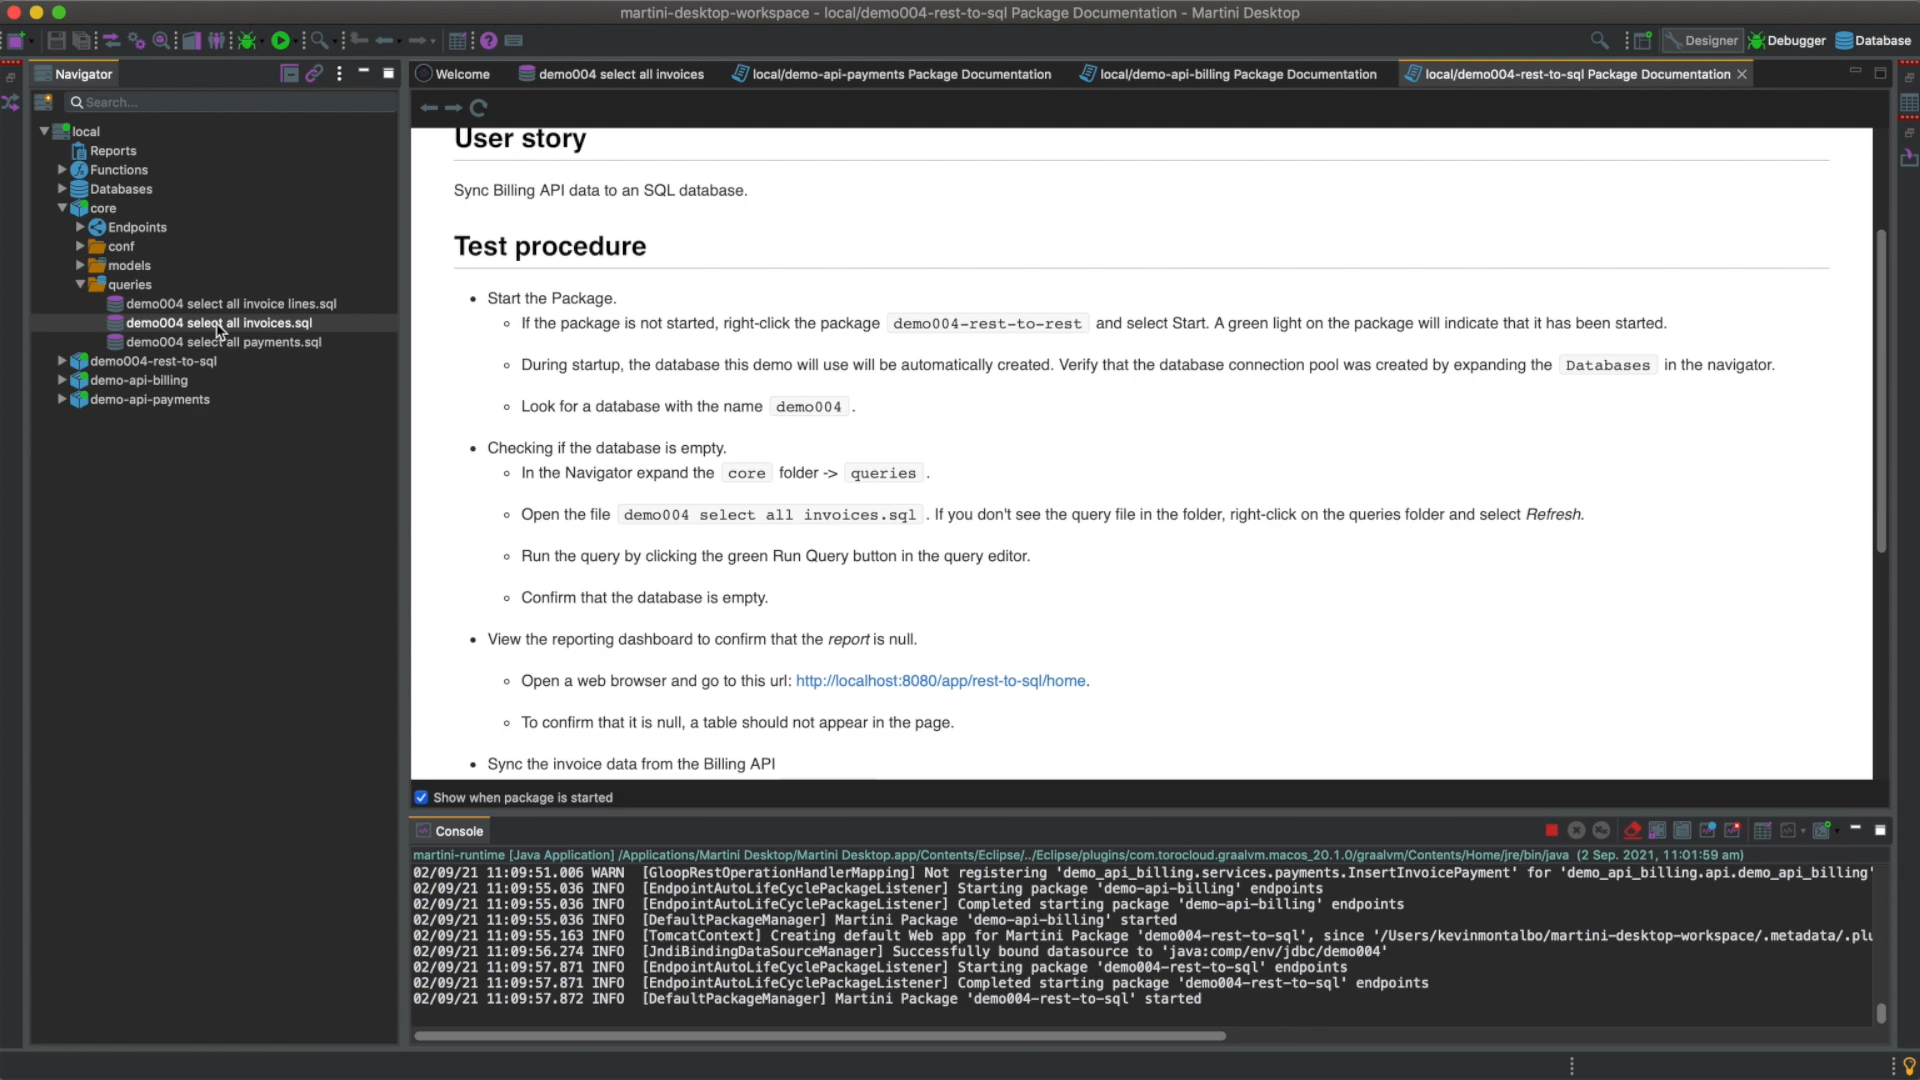 martini-desktop-workspace - local/demo004-rest-to-sql Package Documentation - Martini Desktop
Designer
Debugger
Database
Navigator
Welcome
demo004 select all invoices
local/demo-api-payments Package Documentation
local/demo-api-billing Package Documentation
local/demo004-rest-to-sql Package Documentation
Search...
local
Reports
Functions
Databases
core
Endpoints
conf
models
queries
demo004 select all invoice lines.sql
demo004 select all invoices.sql
demo004 select all payments.sql
demo004-rest-to-sql
demo-api-billing
demo-api-payments
User story
Sync Billing API data to an SQL database.
Test procedure
• Start the Package.
◦ If the package is not started, right-click the package demo004-rest-to-rest and select Start. A green light on the package will indicate that it has been started.
◦ During startup, the database this demo will use will be automatically created. Verify that the database connection pool was created by expanding the Databases in the navigator.
◦ Look for a database with the name demo004 .
• Checking if the database is empty.
◦ In the Navigator expand the core folder -> queries .
◦ Open the file demo004 select all invoices.sql . If you don't see the query file in the folder, right-click on the queries folder and select Refresh.
◦ Run the query by clicking the green Run Query button in the query editor.
◦ Confirm that the database is empty.
• View the reporting dashboard to confirm that the report is null.
◦ Open a web browser and go to this url: http://localhost:8080/app/rest-to-sql/home.
◦ To confirm that it is null, a table should not appear in the page.
• Sync the invoice data from the Billing API
Show when package is started
Console
martini-runtime [Java Application] /Applications/Martini Desktop/Martini Desktop.app/Contents/Eclipse/../Eclipse/plugins/com.torocloud.graalvm.macos_20.1.0/graalvm/Contents/Home/jre/bin/java (2 Sep. 2021, 11:01:59 am)
02/09/21 11:09:51.006 WARN [GloopRestOperationHandlerMapping] Not registering 'demo_api_billing.services.payments.InsertInvoicePayment' for 'demo_api_billing.api.demo_api_billing'
02/09/21 11:09:55.036 INFO [EndpointAutoLifeCyclePackageListener] Starting package 'demo-api-billing' endpoints
02/09/21 11:09:55.036 INFO [EndpointAutoLifeCyclePackageListener] Completed starting package 'demo-api-billing' endpoints
02/09/21 11:09:55.036 INFO [DefaultPackageManager] Martini Package 'demo-api-billing' started
02/09/21 11:09:55.163 INFO [TomcatContext] Creating default Web app for Martini Package 'demo004-rest-to-sql', since '/Users/kevinmontalbo/martini-desktop-workspace/.metadata/.plu
02/09/21 11:09:56.274 INFO [JndiBindingDataSourceManager] Successfully bound datasource to 'java:comp/env/jdbc/demo004'
02/09/21 11:09:57.871 INFO [EndpointAutoLifeCyclePackageListener] Starting package 'demo004-rest-to-sql' endpoints
02/09/21 11:09:57.871 INFO [EndpointAutoLifeCyclePackageListener] Completed starting package 'demo004-rest-to-sql' endpoints
02/09/21 11:09:57.872 INFO [DefaultPackageManager] Martini Package 'demo004-rest-to-sql' started